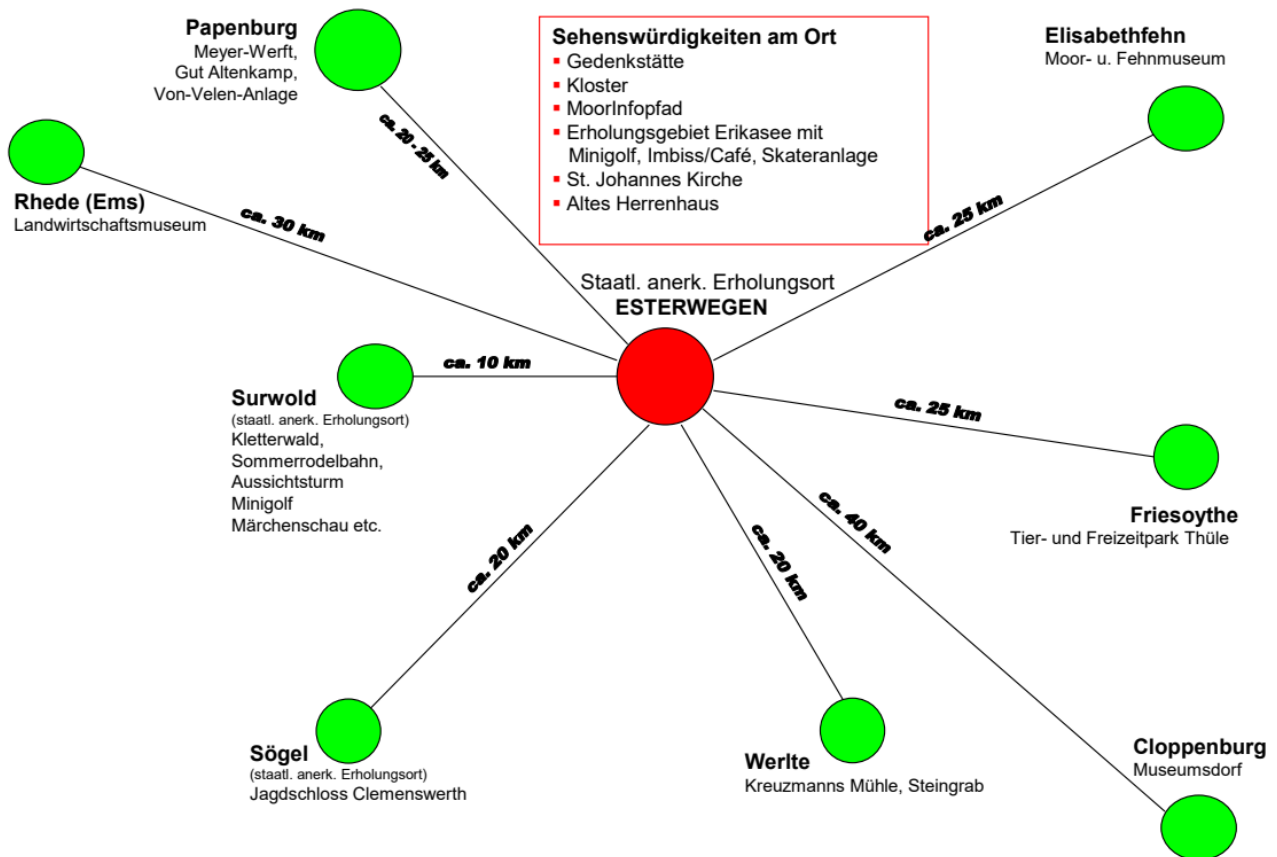 Papenburg
Meyer-Werft,
Gut Altenkamp,
Von-Velen-Anlage
Sehenswürdigkeiten am Ort
▪ Gedenkstätte
▪ Kloster
▪ MoorInfopfad
▪ Erholungsgebiet Erikasee mit
Minigolf, Imbiss/Café, Skateranlage
▪ St. Johannes Kirche
▪ Altes Herrenhaus
Elisabethfehn
Moor- u. Fehnmuseum
ca. 20 - 25 km
Rhede (Ems)
Landwirtschaftsmuseum
ca. 30 km
ca. 25 km
Staatl. anerk. Erholungsort
ESTERWEGEN
ca. 10 km
Surwold
(staatl. anerk. Erholungsort)
Kletterwald,
Sommerrodelbahn,
Aussichtsturm
Minigolf
Märchenschau etc.
ca. 25 km
Friesoythe
Tier- und Freizeitpark Thüle
ca. 20 km
ca. 20 km
ca. 40 km
Sögel
(staatl. anerk. Erholungsort)
Jagdschloss Clemenswerth
Werlte
Kreuzmanns Mühle, Steingrab
Cloppenburg
Museumsdorf